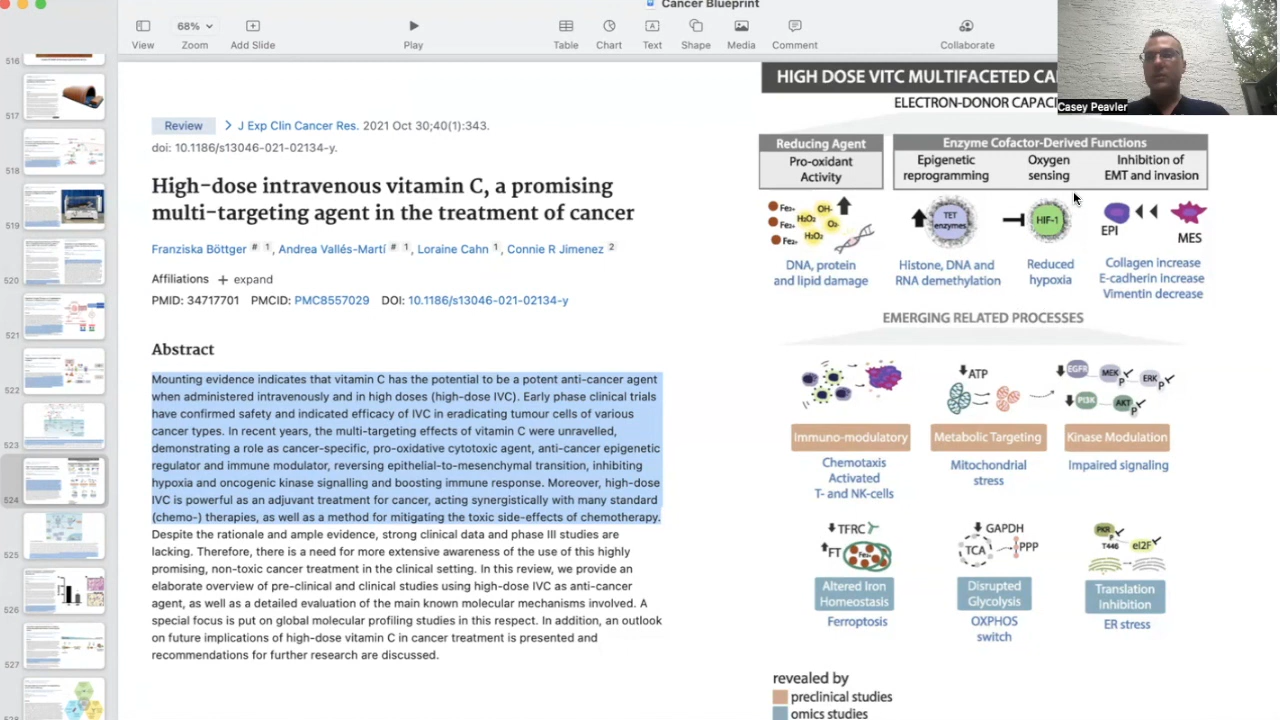 Cancer Blueprint
68%
View
Zoom
Add Slide
Play
Table
Chart
Text
Shape
Media
Comment
Collaborate
Casey Peavler
516
517
518
519
520
521
522
523
524
525
526
527
528
Review
J Exp Clin Cancer Res. 2021 Oct 30;40(1):343.
doi: 10.1186/s13046-021-02134-y.
High-dose intravenous vitamin C, a promising
multi-targeting agent in the treatment of cancer
Franziska Böttger # 1, Andrea Vallés-Martí # 1, Loraine Cahn 1, Connie R Jimenez 2
Affiliations + expand
PMID: 34717701 PMCID: PMC8557029 DOI: 10.1186/s13046-021-02134-y
Abstract
Mounting evidence indicates that vitamin C has the potential to be a potent anti-cancer agent
when administered intravenously and in high doses (high-dose IVC). Early phase clinical trials
have confirmed safety and indicated efficacy of IVC in eradicating tumour cells of various
cancer types. In recent years, the multi-targeting effects of vitamin C were unravelled,
demonstrating a role as cancer-specific, pro-oxidative cytotoxic agent, anti-cancer epigenetic
regulator and immune modulator, reversing epithelial-to-mesenchymal transition, inhibiting
hypoxia and oncogenic kinase signalling and boosting immune response. Moreover, high-dose
IVC is powerful as an adjuvant treatment for cancer, acting synergistically with many standard
(chemo-) therapies, as well as a method for mitigating the toxic side-effects of chemotherapy.
Despite the rationale and ample evidence, strong clinical data and phase III studies are
lacking. Therefore, there is a need for more extensive awareness of the use of this highly
promising, non-toxic cancer treatment in the clinical setting. In this review, we provide an
elaborate overview of pre-clinical and clinical studies using high-dose IVC as anti-cancer
agent, as well as a detailed evaluation of the main known molecular mechanisms involved. A
special focus is put on global molecular profiling studies in this respect. In addition, an outlook
on future implications of high-dose vitamin C in cancer treatment is presented and
recommendations for further research are discussed.
HIGH DOSE VITC MULTIFACETED CA
ELECTRON-DONOR CAPACI
Reducing Agent
Pro-oxidant
Activity
Enzyme Cofactor-Derived Functions
Epigenetic
reprogramming
Oxygen
sensing
Inhibition of
EMT and invasion
Fe3+
Fe2+
Fe2+
OH-
H2O2
O2-
H2O2
TET
enzymes
HIF-1
EPI
MES
DNA, protein
and lipid damage
Histone, DNA and
RNA demethylation
Reduced
hypoxia
Collagen increase
E-cadherin increase
Vimentin decrease
EMERGING RELATED PROCESSES
ATP
EGFR
MEK
P
ERK
P
PI3K
AKT
P
Immuno-modulatory
Metabolic Targeting
Kinase Modulation
Chemotaxis
Activated
T- and NK-cells
Mitochondrial
stress
Impaired signaling
TFRC
FT
Fe2+
GAPDH
TCA
PPP
PKR
P
T446
eI2F
P
Altered Iron
Homeostasis
Disrupted
Glycolysis
Translation
Inhibition
Ferroptosis
OXPHOS
switch
ER stress
revealed by
preclinical studies
omics studies